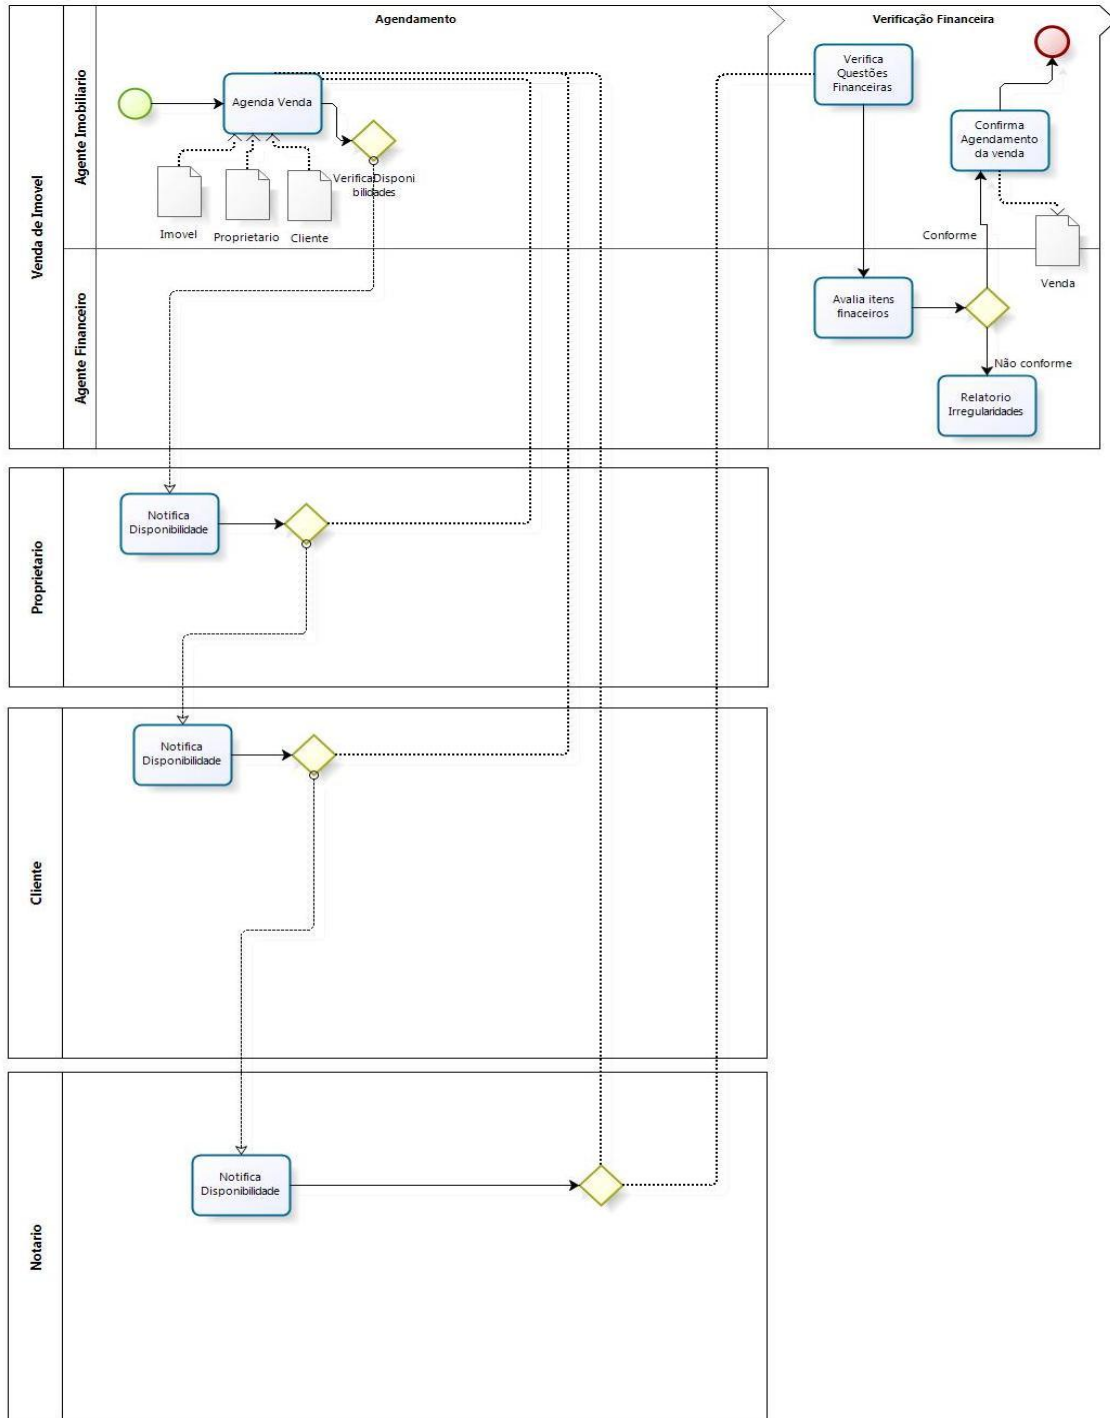 Agendamento
Verificação Financeira
Venda de Imovel
Agente Imobiliario
Agenda Venda
VerificaDisponi
bilidades
Imovel
Proprietario
Cliente
Verifica
Questões
Financeiras
Confirma
Agendamento
da venda
Conforme
Venda
Agente Financeiro
Avalia itens
finaceiros
Não conforme
Relatorio
Irregularidades
Proprietario
Notifica
Disponibilidade
Cliente
Notifica
Disponibilidade
Notario
Notifica
Disponibilidade